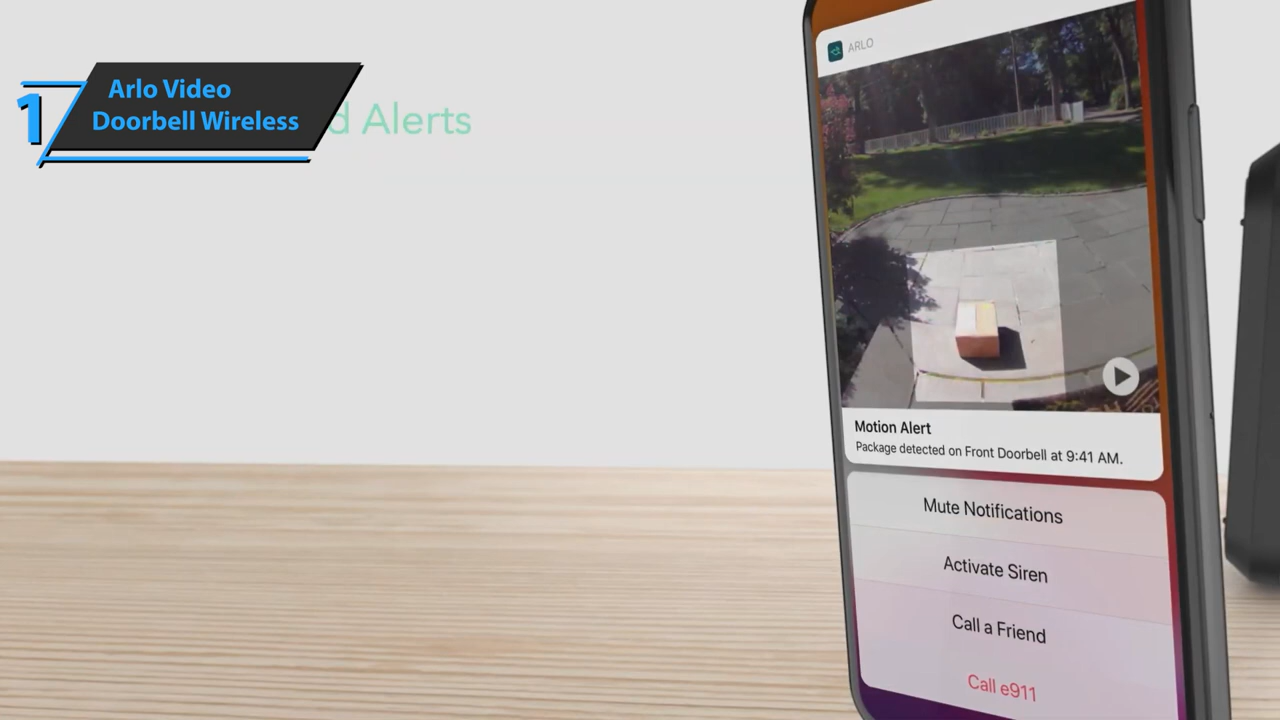 1
Arlo Video
Doorbell Wireless
d Alerts
ARLO
Motion Alert
Package detected on Front Doorbell at 9:41 AM.
Mute Notifications
Activate Siren
Call a Friend
Call e911